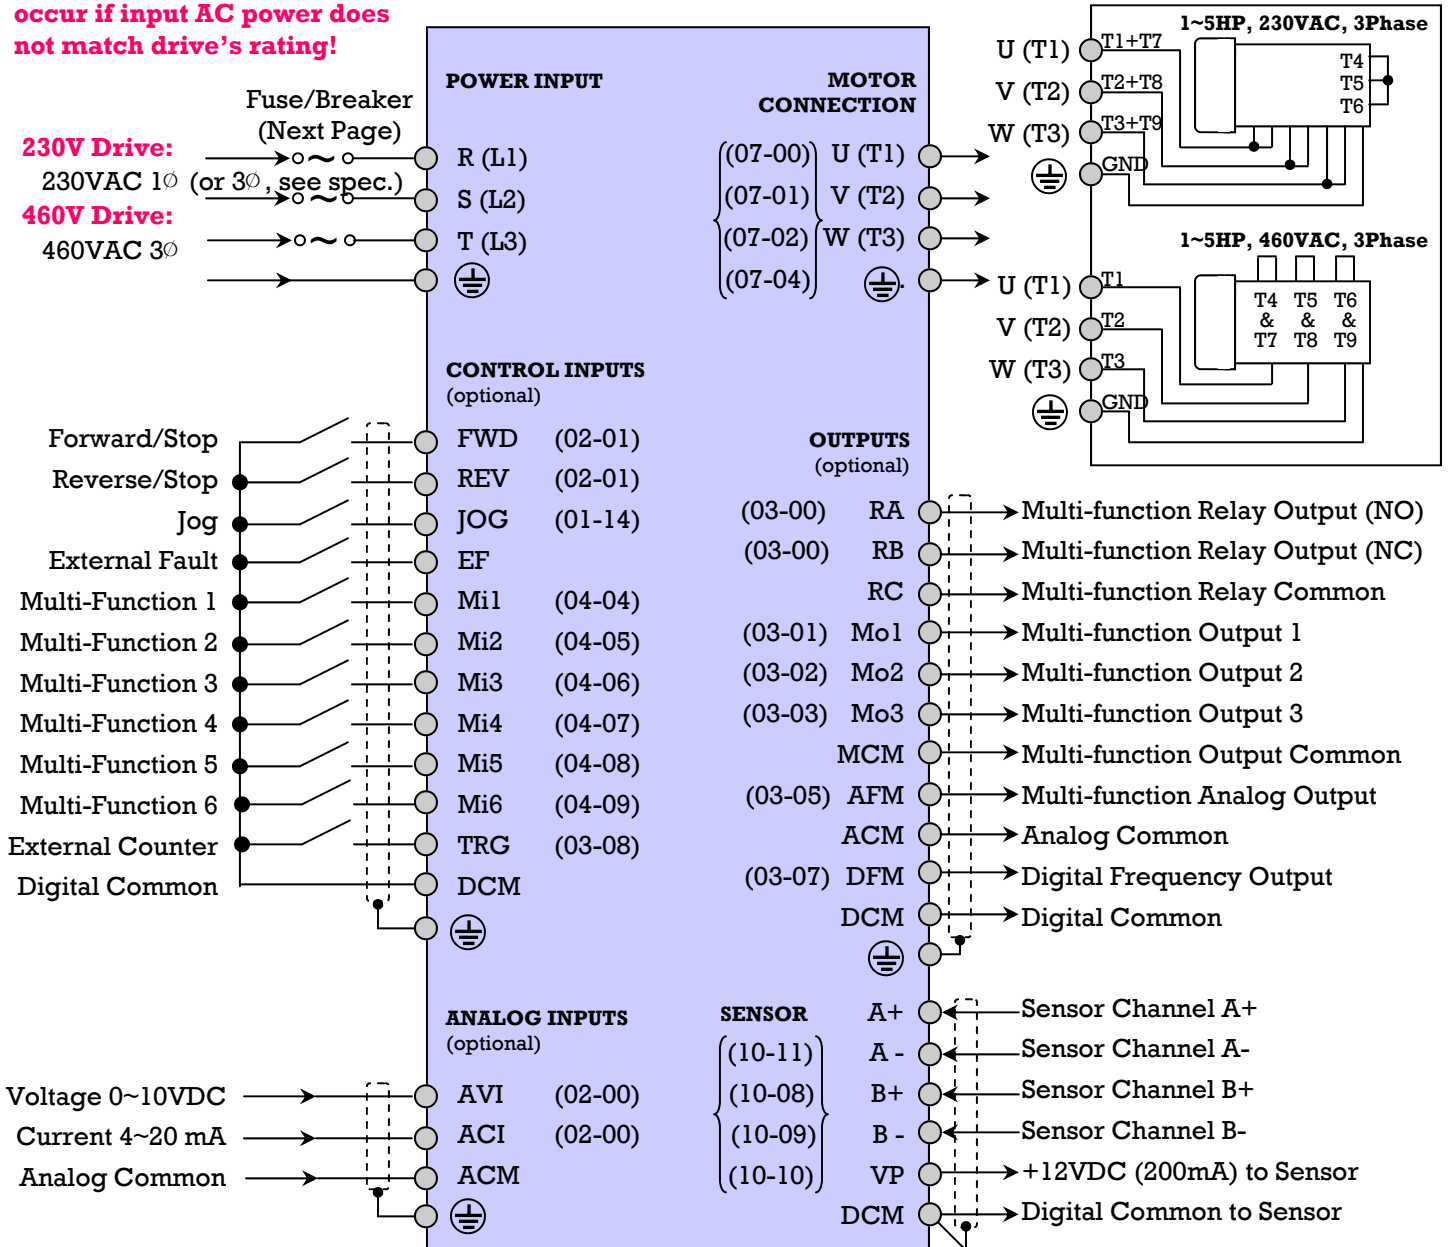 occur if input AC power does
not match drive's rating!
Fuse/Breaker
(Next Page)
230V Drive:
230VAC 1∅ (or 3∅, see spec.)
460V Drive:
460VAC 3∅
POWER INPUT
R (L1)
S (L2)
T (L3)
MOTOR
CONNECTION
(07-00) U (T1)
(07-01) V (T2)
(07-02) W (T3)
(07-04) .
1~5HP, 230VAC, 3Phase
U (T1) T1+T7
V (T2) T2+T8
W (T3) T3+T9
GND
T4
T5
T6
1~5HP, 460VAC, 3Phase
U (T1) T1
V (T2) T2
W (T3) T3
GND
T4 T5 T6
& & &
T7 T8 T9
CONTROL INPUTS
(optional)
Forward/Stop FWD (02-01)
Reverse/Stop REV (02-01)
Jog JOG (01-14)
External Fault EF
Multi-Function 1 Mi1 (04-04)
Multi-Function 2 Mi2 (04-05)
Multi-Function 3 Mi3 (04-06)
Multi-Function 4 Mi4 (04-07)
Multi-Function 5 Mi5 (04-08)
Multi-Function 6 Mi6 (04-09)
External Counter TRG (03-08)
Digital Common DCM
OUTPUTS
(optional)
(03-00) RA Multi-function Relay Output (NO)
(03-00) RB Multi-function Relay Output (NC)
RC Multi-function Relay Common
(03-01) Mo1 Multi-function Output 1
(03-02) Mo2 Multi-function Output 2
(03-03) Mo3 Multi-function Output 3
MCM Multi-function Output Common
(03-05) AFM Multi-function Analog Output
ACM Analog Common
(03-07) DFM Digital Frequency Output
DCM Digital Common
ANALOG INPUTS
(optional)
Voltage 0~10VDC AVI (02-00)
Current 4~20 mA ACI (02-00)
Analog Common ACM
SENSOR
A+ Sensor Channel A+
(10-11) A - Sensor Channel A-
(10-08) B+ Sensor Channel B+
(10-09) B - Sensor Channel B-
(10-10) VP +12VDC (200mA) to Sensor
DCM Digital Common to Sensor